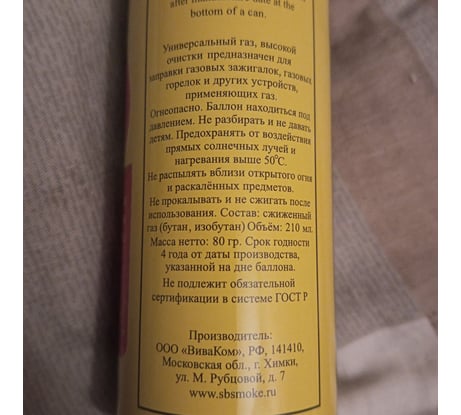 after manufacture date at the
bottom of a can.
Универсальный газ, высокой
очистки предназначен для
заправки газовых зажигалок, газовых
горелок и других устройств,
применяющих газ.
Огнеопасно. Баллон находиться под
давлением. Не разбирать и не давать
детям. Предохранять от воздействия
прямых солнечных лучей и
нагревания выше 50°С.
Не распылять вблизи открытого огня
и раскалённых предметов.
Не прокалывать и не сжигать после
использования. Состав: сжиженный
газ (бутан, изобутан) Объём: 210 мл.
Масса нетто: 80 гр. Срок годности
4 года от даты производства,
указанной на дне баллона.
Не подлежит обязательной
сертификации в системе ГОСТ Р
Производитель:
ООО «ВиваКом», РФ, 141410,
Московская обл., г. Химки,
ул. М. Рубцовой, д. 7
www.sbsmoke.ru